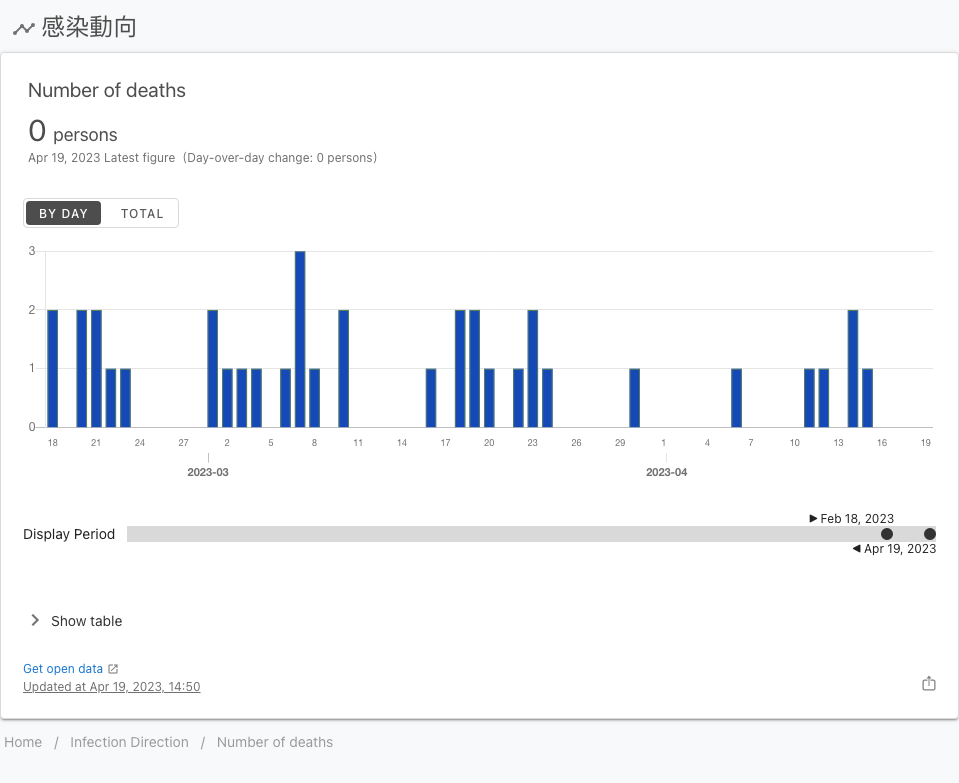 感染動向
Number of deaths
0 persons
Apr 19, 2023 Latest figure (Day-over-day change: 0 persons)
BY DAY TOTAL
3
2
1
0
18 21 24 27 2 5 8 11 14 17 20 23 26 29 1 4 7 10 13 16 19
2023-03 2023-04
Feb 18, 2023
Display Period
Apr 19, 2023
Show table
Get open data
Updated at Apr 19, 2023, 14:50
Home / Infection Direction / Number of deaths